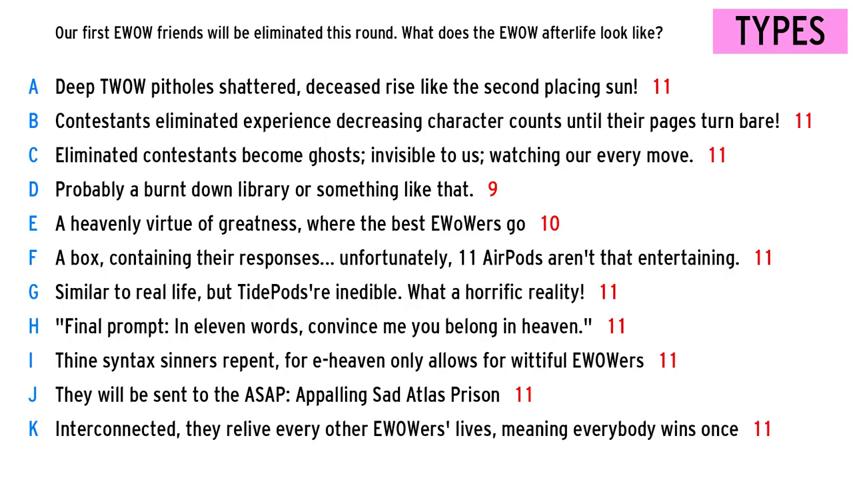 Our first EWOW friends will be eliminated this round. What does the EWOW afterlife look like?
TYPES
A Deep TWOW pitholes shattered, deceased rise like the second placing sun! 11
B Contestants eliminated experience decreasing character counts until their pages turn bare! 11
C Eliminated contestants become ghosts; invisible to us; watching our every move. 11
D Probably a burnt down library or something like that. 9
E A heavenly virtue of greatness, where the best EWoWers go 10
F A box, containing their responses... unfortunately, 11 AirPods aren't that entertaining. 11
G Similar to real life, but TidePods're inedible. What a horrific reality! 11
H "Final prompt: In eleven words, convince me you belong in heaven." 11
I Thine syntax sinners repent, for e-heaven only allows for wittiful EWOWers 11
J They will be sent to the ASAP: Appalling Sad Atlas Prison 11
K Interconnected, they relive every other EWOWers' lives, meaning everybody wins once 11